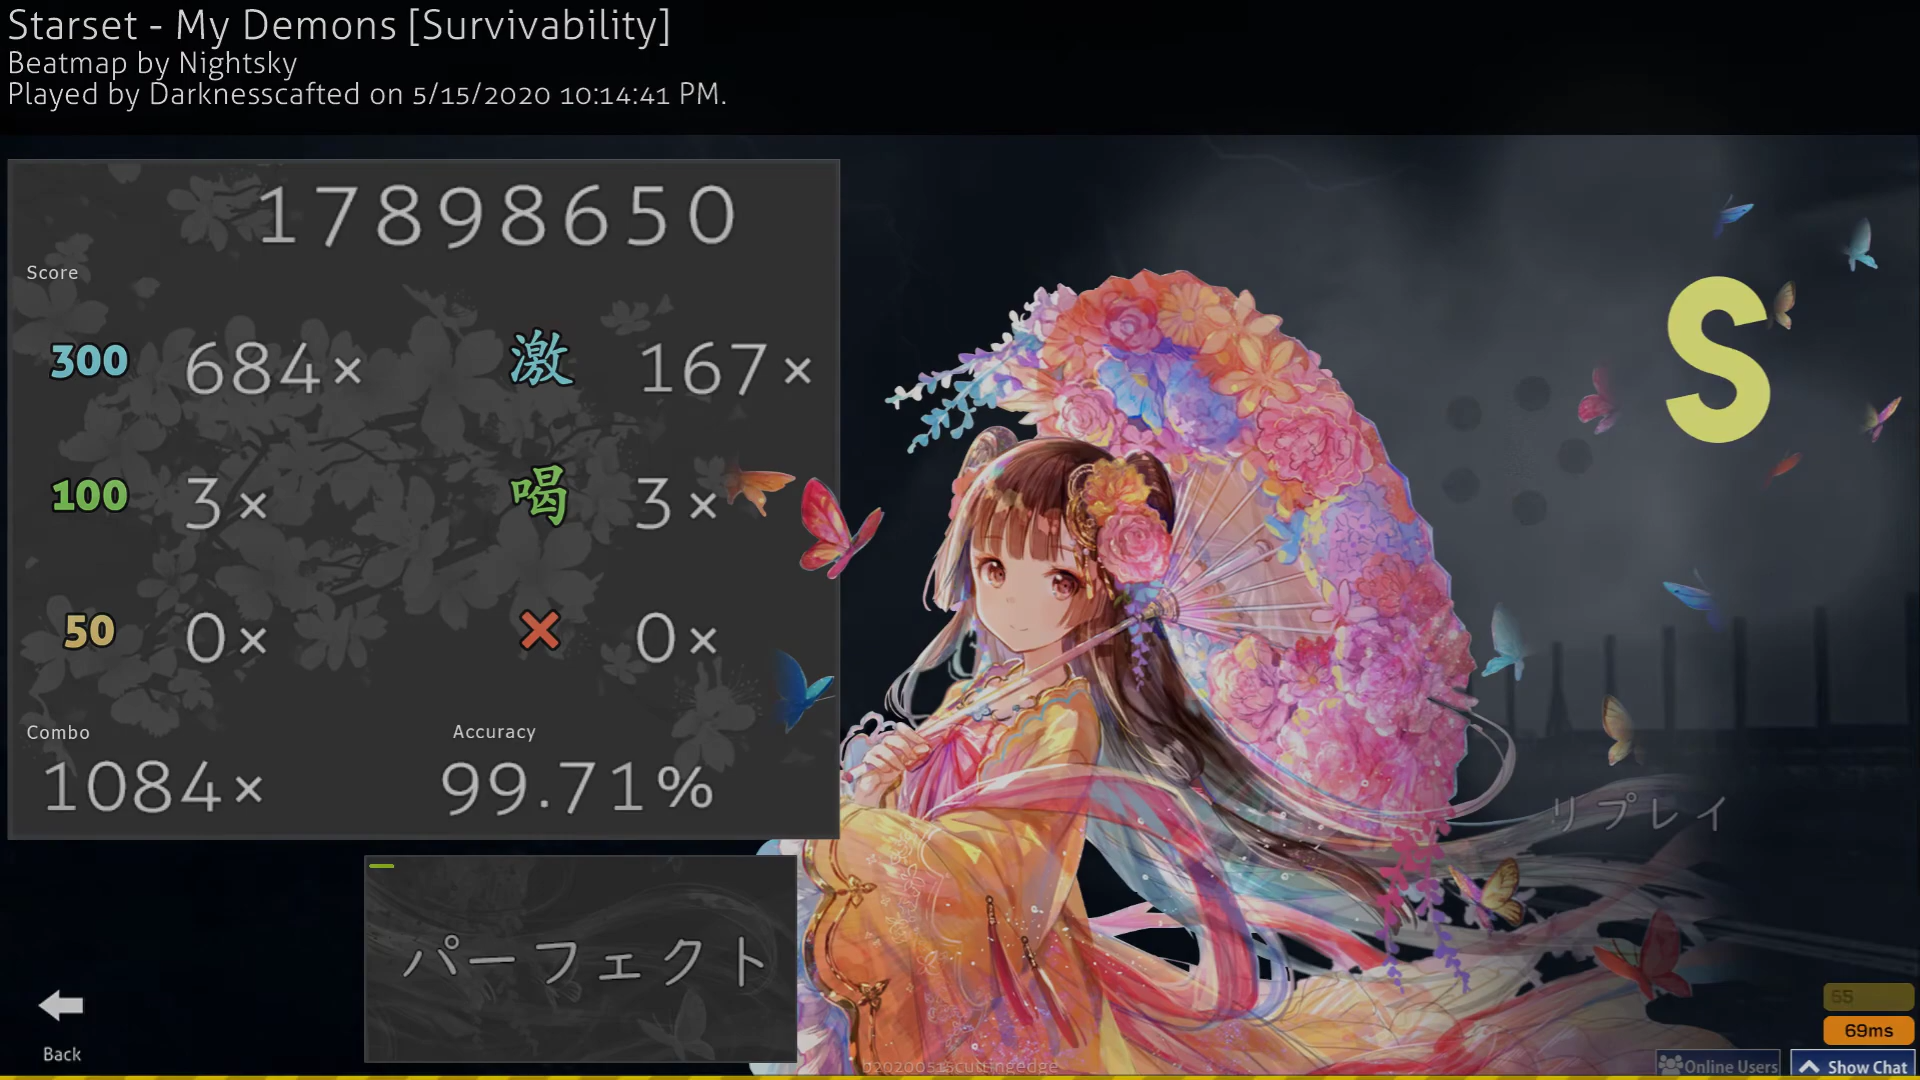 Starset - My Demons [Survivability]
Beatmap by Nightsky
Played by Darknesscafted on 5/15/2020 10:14:41 PM.
17898650
Score
300 684× 激 167×
100 3× 喝 3×
50 0× ✕ 0×
Combo Accuracy
1084× 99.71%
S
リプレイ
パーフェクト
Back
b20200515cuttingedge
65
69ms
Online Users
Show Chat